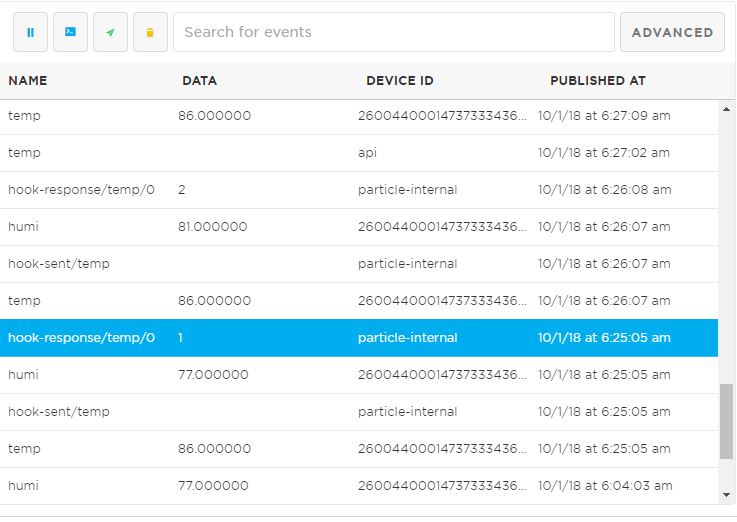 Search for events ADVANCED
NAME DATA DEVICE ID PUBLISHED AT
temp 86.000000 26004400014737333436... 10/1/18 at 6:27:09 am
temp api 10/1/18 at 6:27:02 am
hook-response/temp/0 2 particle-internal 10/1/18 at 6:26:08 am
humi 81.000000 26004400014737333436... 10/1/18 at 6:26:07 am
hook-sent/temp particle-internal 10/1/18 at 6:26:07 am
temp 86.000000 26004400014737333436... 10/1/18 at 6:26:07 am
hook-response/temp/0 1 particle-internal 10/1/18 at 6:25:05 am
humi 77.000000 26004400014737333436... 10/1/18 at 6:25:05 am
hook-sent/temp particle-internal 10/1/18 at 6:25:05 am
temp 86.000000 26004400014737333436... 10/1/18 at 6:25:05 am
humi 77.000000 26004400014737333436... 10/1/18 at 6:04:03 am